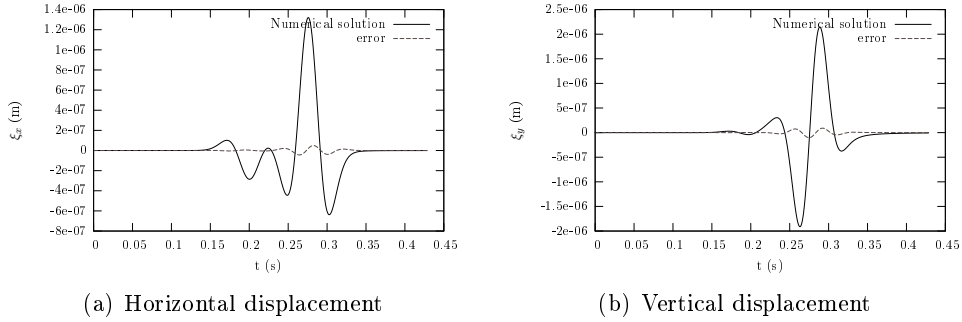 1.4e-06
1.2e-06
1e-06
8e-07
6e-07
4e-07
2e-07
0
-2e-07
-4e-07
-6e-07
-8e-07
ξx (m)
0 0.05 0.1 0.15 0.2 0.25 0.3 0.35 0.4 0.45
t (s)
Numerical solution
error
(a) Horizontal displacement
2.5e-06
2e-06
1.5e-06
1e-06
5e-07
0
-5e-07
-1e-06
-1.5e-06
-2e-06
ξy (m)
0 0.05 0.1 0.15 0.2 0.25 0.3 0.35 0.4 0.45
t (s)
Numerical solution
error
(b) Vertical displacement